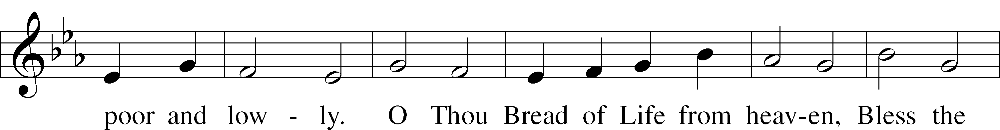 poor and low - ly. O Thou Bread of Life from heav-en, Bless the